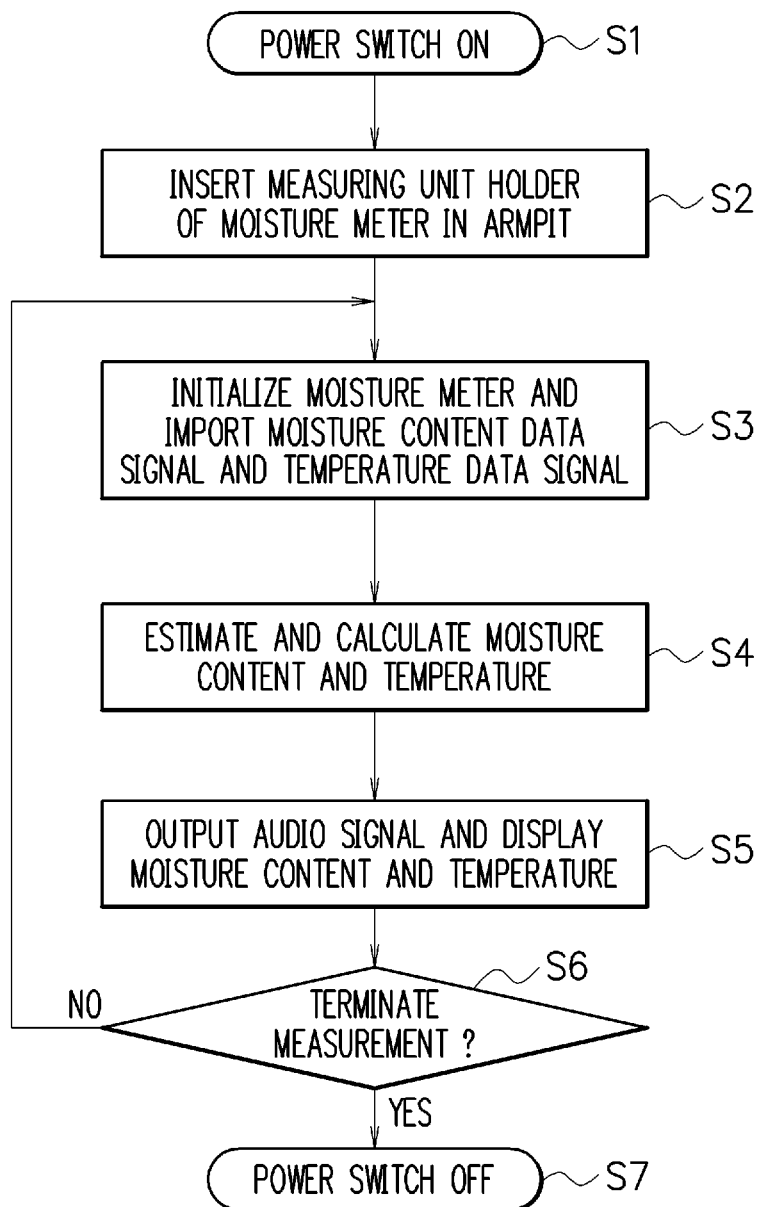 POWER SWITCH ON
S1
INSERT MEASURING UNIT HOLDER
OF MOISTURE METER IN ARMPIT
S2
INITIALIZE MOISTURE METER AND
IMPORT MOISTURE CONTENT DATA
SIGNAL AND TEMPERATURE DATA SIGNAL
S3
ESTIMATE AND CALCULATE MOISTURE
CONTENT AND TEMPERATURE
S4
OUTPUT AUDIO SIGNAL AND DISPLAY
MOISTURE CONTENT AND TEMPERATURE
S5
S6
NO
TERMINATE
MEASUREMENT ?
YES
POWER SWITCH OFF
S7